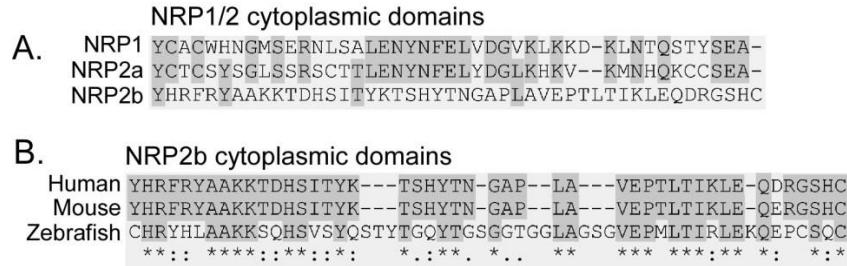 NRP1/2 cytoplasmic domains
A.
NRP1 YCACWHNGMSERNLSALENYNFELVDGVKLKKD-KLNTQSTYSEA-
NRP2a YCTCSYSGLSSRSCTTLENYNFELYDGLKHKV--KMNHQKCCSEA-
NRP2b YHRFRYAAKKTDHSITYKTSHYTNGAPLAVEPTLTIKLEQDRGSHC
B.
NRP2b cytoplasmic domains
Human YHRFRYAAKKTDHSITYK---TSHYTN-GAP--LA---VEPTLTIKLE-QDRGSHC
Mouse YHRFRYAAKKTDHSITYK---TSHYTN-GAP--LA---VEPTLTIKLE-QDRGSHC
Zebrafish CHRYHLAAKKSQHSVSYQSTYTGQYTGSGGTGGLAGSGVEPMLTIRLEKQEPCSQC
**:: ****::**::*: *.:**. *.. ** *** ***:** *: *:*